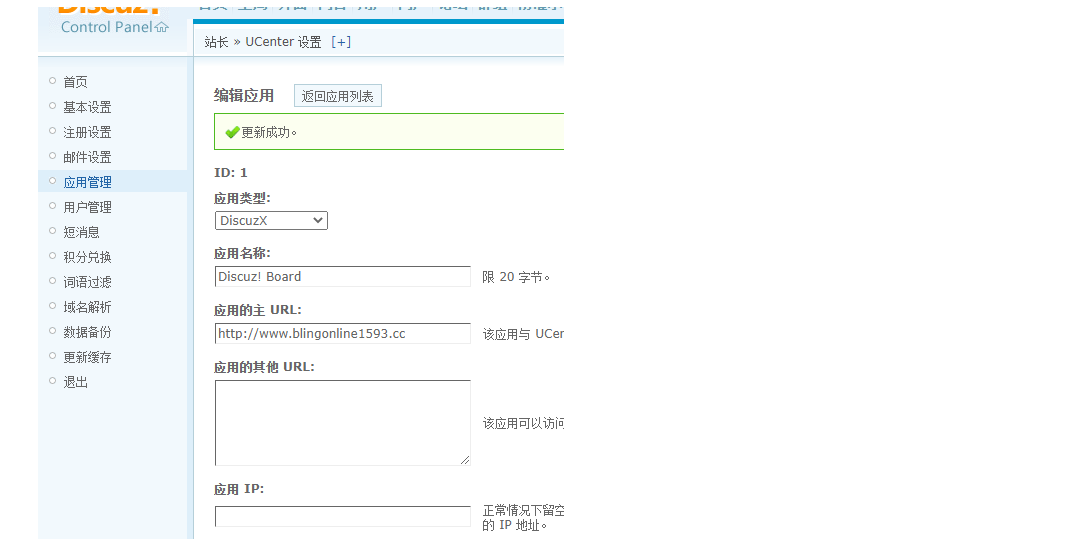 Discuz!
Control Panel
站长 » UCenter 设置 [+]
首页
基本设置
注册设置
邮件设置
应用管理
用户管理
短消息
积分兑换
词语过滤
域名解析
数据备份
更新缓存
退出
编辑应用 返回应用列表
更新成功。
ID: 1
应用类型:
DiscuzX
应用名称:
Discuz! Board 限 20 字节。
应用的主 URL:
http://www.blingonline1593.cc 该应用与 UCen
应用的其他 URL:
该应用可以访问
应用 IP:
正常情况下留空
的 IP 地址。